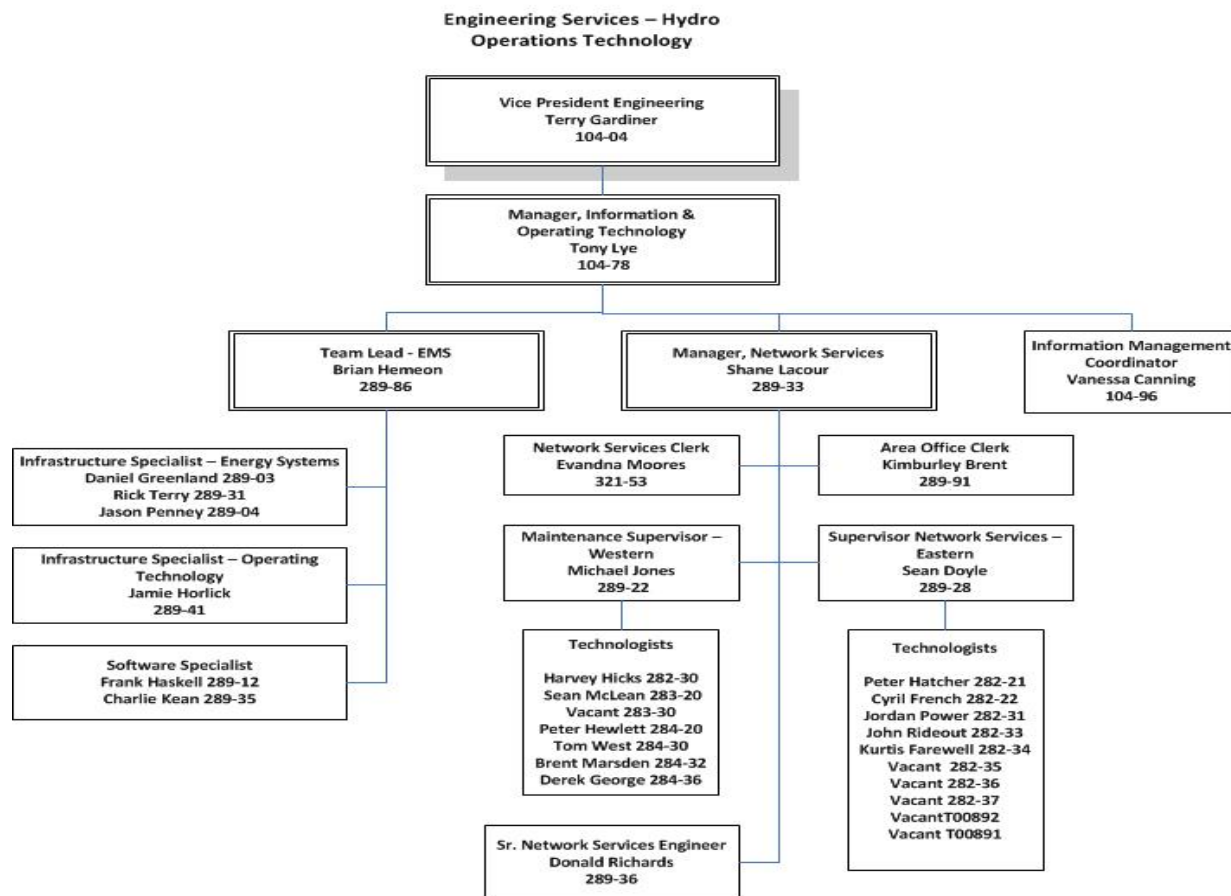 Engineering Services – Hydro
Operations Technology
Vice President Engineering
Terry Gardiner
104-04
Manager, Information &
Operating Technology
Tony Lye
104-78
Team Lead - EMS
Brian Hemeon
289-86
Manager, Network Services
Shane Lacour
289-33
Information Management
Coordinator
Vanessa Canning
104-96
Infrastructure Specialist – Energy Systems
Daniel Greenland 289-03
Rick Terry 289-31
Jason Penney 289-04
Infrastructure Specialist – Operating
Technology
Jamie Horlick
289-41
Software Specialist
Frank Haskell 289-12
Charlie Kean 289-35
Network Services Clerk
Evandna Moores
321-53
Area Office Clerk
Kimburley Brent
289-91
Maintenance Supervisor –
Western
Michael Jones
289-22
Supervisor Network Services –
Eastern
Sean Doyle
289-28
Technologists
Harvey Hicks 282-30
Sean McLean 283-20
Vacant 283-30
Peter Hewlett 284-20
Tom West 284-30
Brent Marsden 284-32
Derek George 284-36
Technologists
Peter Hatcher 282-21
Cyril French 282-22
Jordan Power 282-31
John Rideout 282-33
Kurtis Farewell 282-34
Vacant  282-35
Vacant 282-36
Vacant 282-37
VacantT00892
Vacant T00891
Sr. Network Services Engineer
Donald Richards
289-36